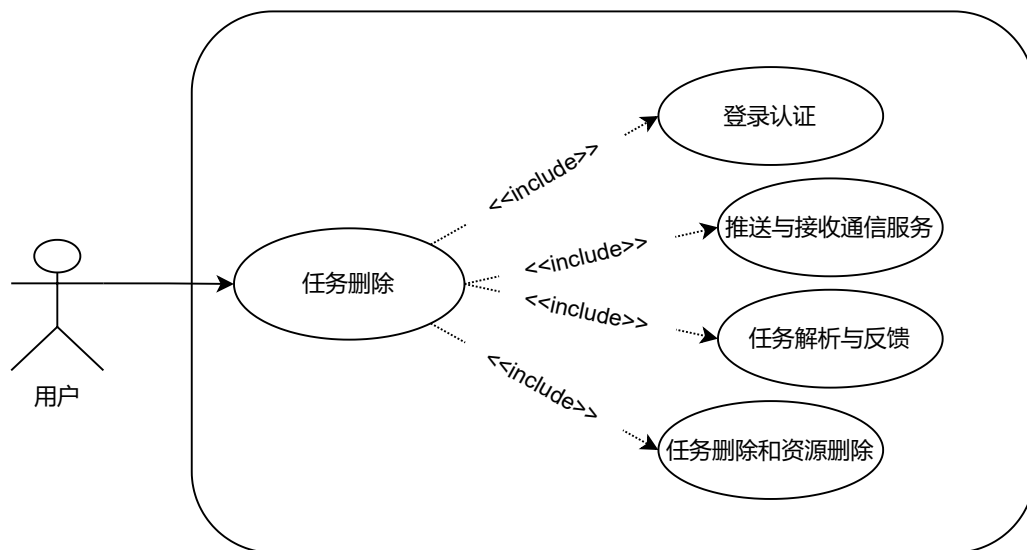 登录认证
<<include>>
推送与接收通信服务
<<include>>
任务删除
<<include>>
任务解析与反馈
<<include>>
用户
任务删除和资源删除